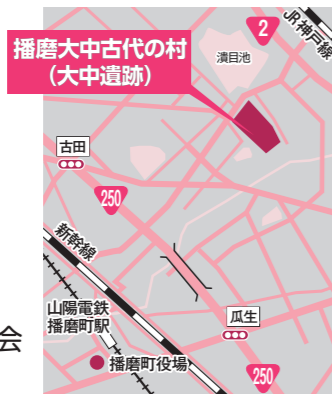 2
JR神戸線
播磨大中古代の村
(大中遺跡)
潰目池
古田
250
新幹線
山陽電鉄
播磨町駅
瓜生
会
播磨町役場
250